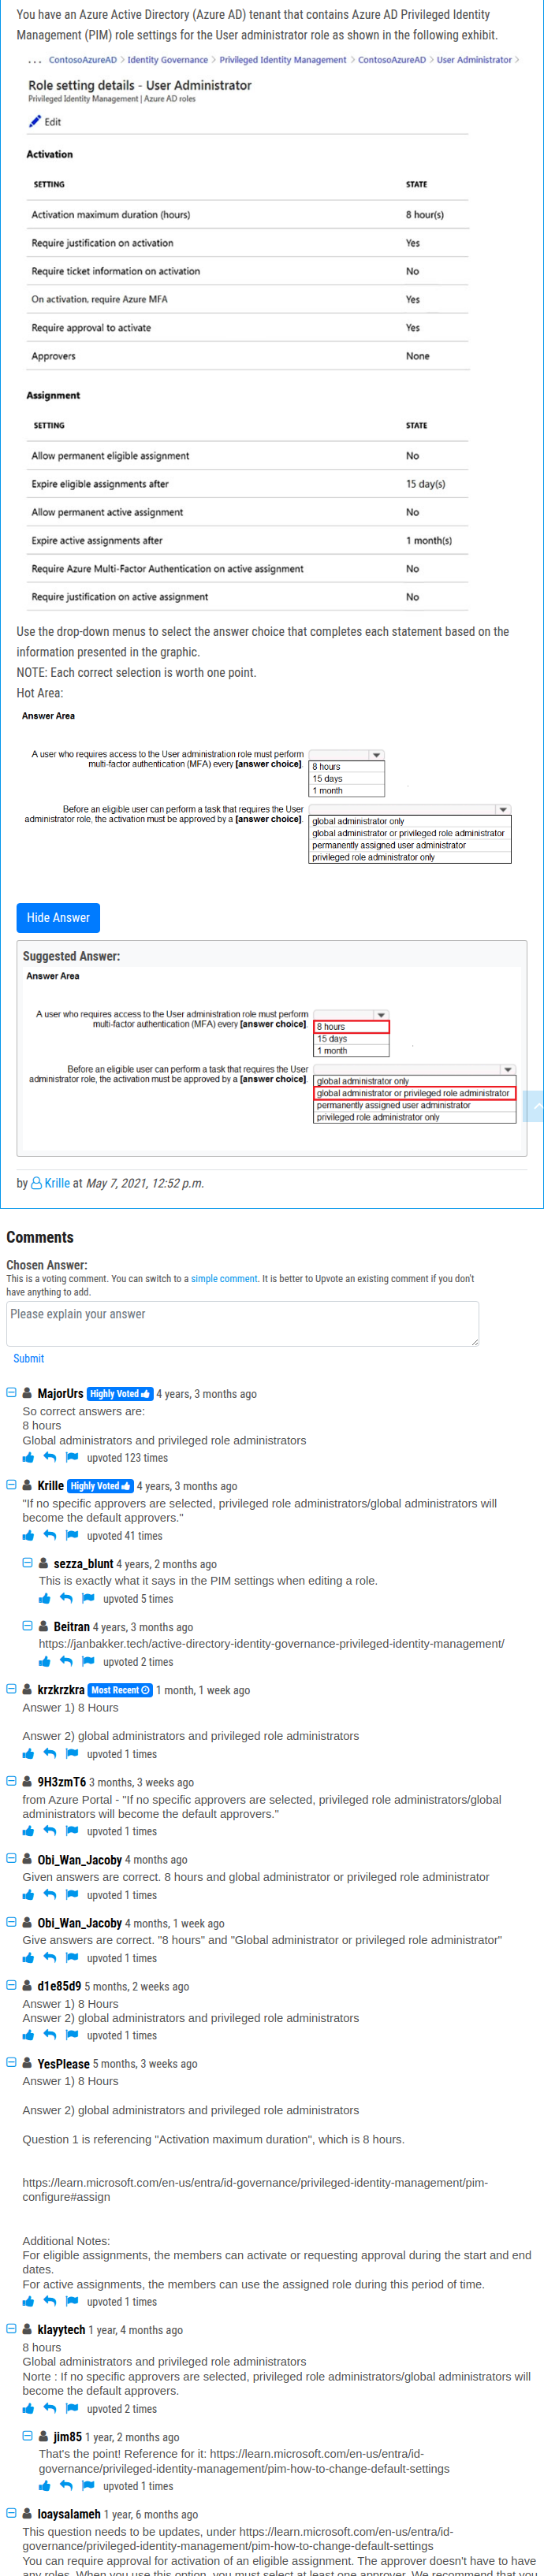 You have an Azure Active Directory (Azure AD) tenant that contains Azure AD Privileged Identity
Management (PIM) role settings for the User administrator role as shown in the following exhibit.
... ContosoAzureAD > Identity Governance > Privileged Identity Management > ContosoAzureAD > User Administrator >
Role setting details - User Administrator
Privileged Identity Management | Azure AD roles
Edit
Activation
SETTING STATE
Activation maximum duration (hours) 8 hour(s)
Require justification on activation Yes
Require ticket information on activation No
On activation, require Azure MFA Yes
Require approval to activate Yes
Approvers None
Assignment
SETTING STATE
Allow permanent eligible assignment No
Expire eligible assignments after 15 day(s)
Allow permanent active assignment No
Expire active assignments after 1 month(s)
Require Azure Multi-Factor Authentication on active assignment No
Require justification on active assignment No
Use the drop-down menus to select the answer choice that completes each statement based on the
information presented in the graphic.
NOTE: Each correct selection is worth one point.
Hot Area:
Answer Area
A user who requires access to the User administration role must perform
multi-factor authentication (MFA) every [answer choice].
8 hours
15 days
1 month
Before an eligible user can perform a task that requires the User
administrator role, the activation must be approved by a [answer choice].
global administrator only
global administrator or privileged role administrator
permanently assigned user administrator
privileged role administrator only
Hide Answer
Suggested Answer:
Answer Area
A user who requires access to the User administration role must perform
multi-factor authentication (MFA) every [answer choice].
8 hours
15 days
1 month
Before an eligible user can perform a task that requires the User
administrator role, the activation must be approved by a [answer choice].
global administrator only
global administrator or privileged role administrator
permanently assigned user administrator
privileged role administrator only
by Krille at May 7, 2021, 12:52 p.m.
Comments
Chosen Answer:
This is a voting comment. You can switch to a simple comment. It is better to Upvote an existing comment if you don't
have anything to add.
Please explain your answer
Submit
MajorUrs Highly Voted 4 years, 3 months ago
So correct answers are:
8 hours
Global administrators and privileged role administrators
upvoted 123 times
Krille Highly Voted 4 years, 3 months ago
"If no specific approvers are selected, privileged role administrators/global administrators will
become the default approvers."
upvoted 41 times
sezza_blunt 4 years, 2 months ago
This is exactly what it says in the PIM settings when editing a role.
upvoted 5 times
Beitran 4 years, 3 months ago
https://janbakker.tech/active-directory-identity-governance-privileged-identity-management/
upvoted 2 times
krzkrzkra Most Recent 1 month, 1 week ago
Answer 1) 8 Hours
Answer 2) global administrators and privileged role administrators
upvoted 1 times
9H3zmT6 3 months, 3 weeks ago
from Azure Portal - "If no specific approvers are selected, privileged role administrators/global
administrators will become the default approvers."
upvoted 1 times
Obi_Wan_Jacoby 4 months ago
Given answers are correct. 8 hours and global administrator or privileged role administrator
upvoted 1 times
Obi_Wan_Jacoby 4 months, 1 week ago
Give answers are correct. "8 hours" and "Global administrator or privileged role administrator"
upvoted 1 times
d1e85d9 5 months, 2 weeks ago
Answer 1) 8 Hours
Answer 2) global administrators and privileged role administrators
upvoted 1 times
YesPlease 5 months, 3 weeks ago
Answer 1) 8 Hours
Answer 2) global administrators and privileged role administrators
Question 1 is referencing "Activation maximum duration", which is 8 hours.
https://learn.microsoft.com/en-us/entra/id-governance/privileged-identity-management/pim-
configure#assign
Additional Notes:
For eligible assignments, the members can activate or requesting approval during the start and end
dates.
For active assignments, the members can use the assigned role during this period of time.
upvoted 1 times
klayytech 1 year, 4 months ago
8 hours
Global administrators and privileged role administrators
Norte : If no specific approvers are selected, privileged role administrators/global administrators will
become the default approvers.
upvoted 2 times
jim85 1 year, 2 months ago
That's the point! Reference for it: https://learn.microsoft.com/en-us/entra/id-
governance/privileged-identity-management/pim-how-to-change-default-settings
upvoted 1 times
loaysalameh 1 year, 6 months ago
This question needs to be updates, under https://learn.microsoft.com/en-us/entra/id-
governance/privileged-identity-management/pim-how-to-change-default-settings
You can require approval for activation of an eligible assignment. The approver doesn't have to have
any roles. When you use this option, you must select at least one approver. We recommend that you